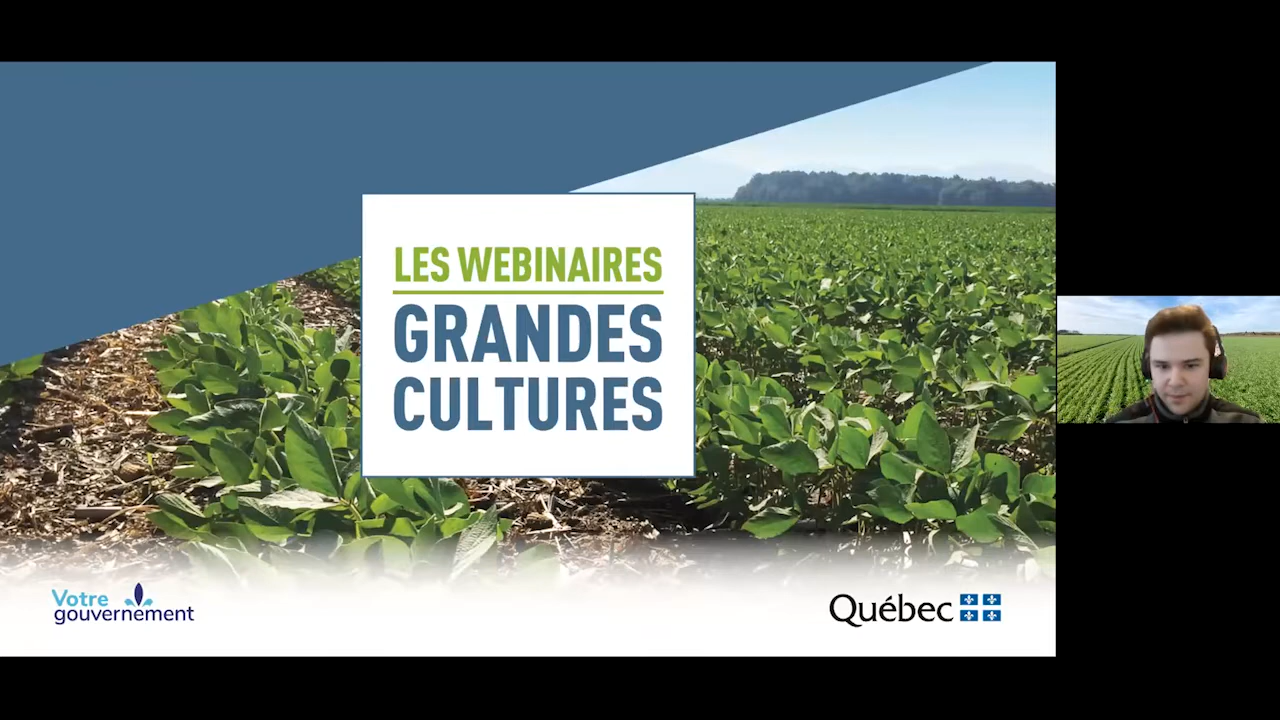 LES WEBINAIRES
GRANDES
CULTURES
Votre
gouvernement
Québec